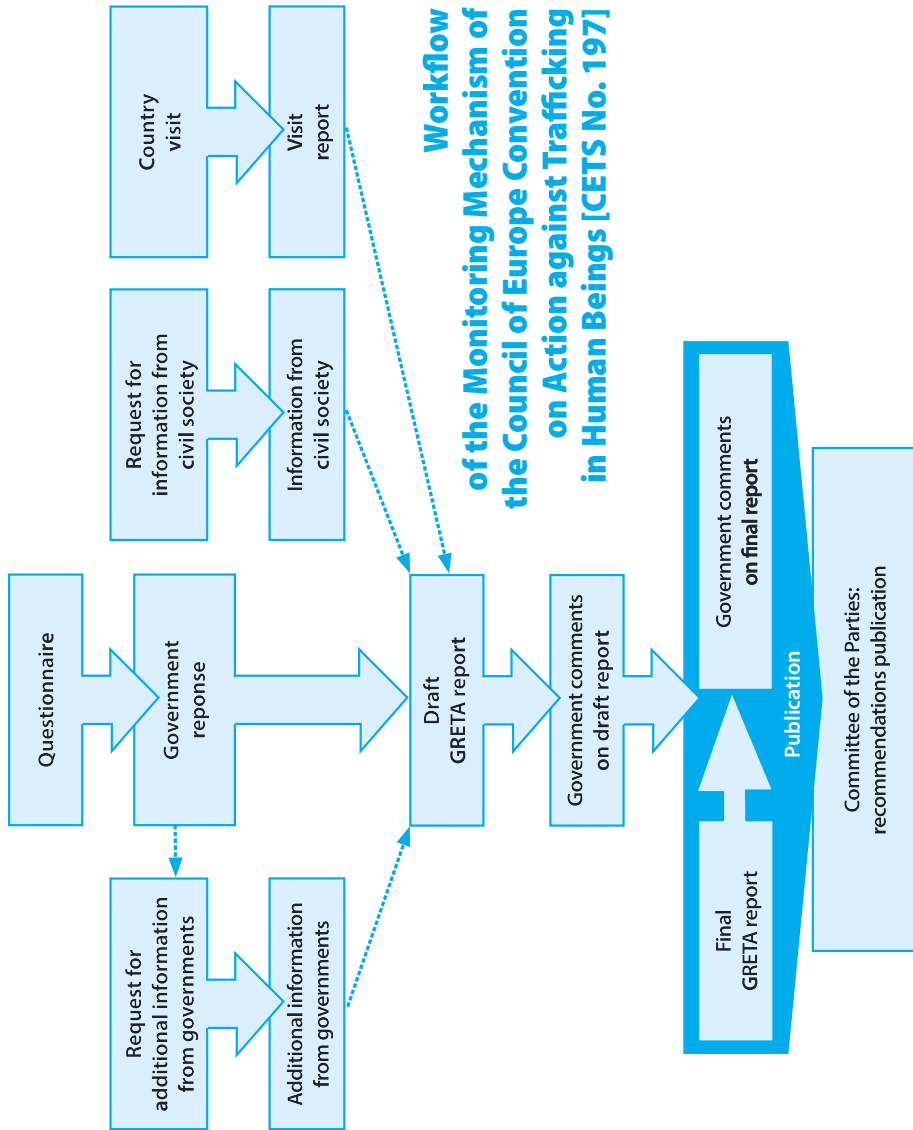 Workflow
of the Monitoring Mechanism of
the Council of Europe Convention
on Action against Trafficking
in Human Beings [CETS No. 197]
Questionnaire
Government
reponse
Request for
additional information
from governments
Additional information
from governments
Request for
information from
civil society
Information from
civil society
Country
visit
Visit
report
Draft
GRETA report
Government comments
on draft report
Final
GRETA report
Government comments
on final report
Publication
Committee of the Parties:
recommendations publication